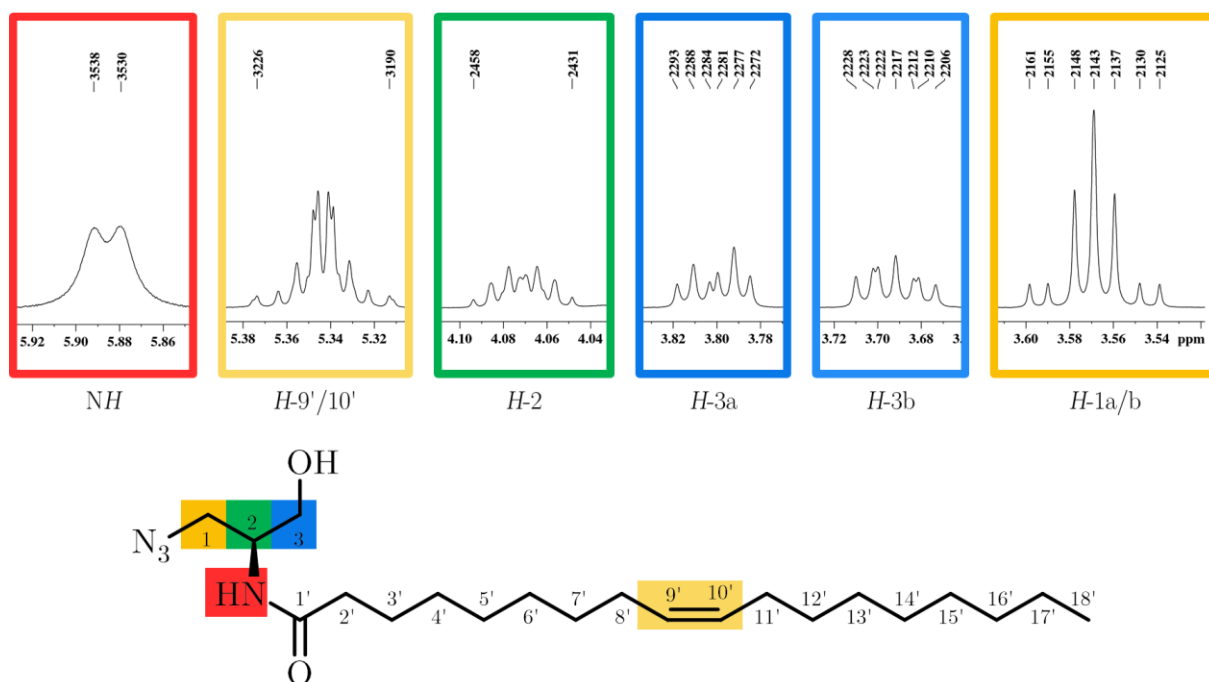 3538 3530
3226 3190
2458 2431
2293 2288 2284 2281 2277 2272
2228 2223 2222 2217 2212 2210 2206
2161 2155 2148 2143 2137 2130 2125
5.92 5.90 5.88 5.86
5.38 5.36 5.34 5.32
4.10 4.08 4.06 4.04
3.82 3.80 3.78
3.72 3.70 3.68 3.
3.60 3.58 3.56 3.54 ppm
NH
H-9'/10'
H-2
H-3a
H-3b
H-1a/b
OH
N3
1
2
3
HN
1'
2'
3'
4'
5'
6'
7'
8'
9'
10'
11'
12'
13'
14'
15'
16'
17'
18'
O